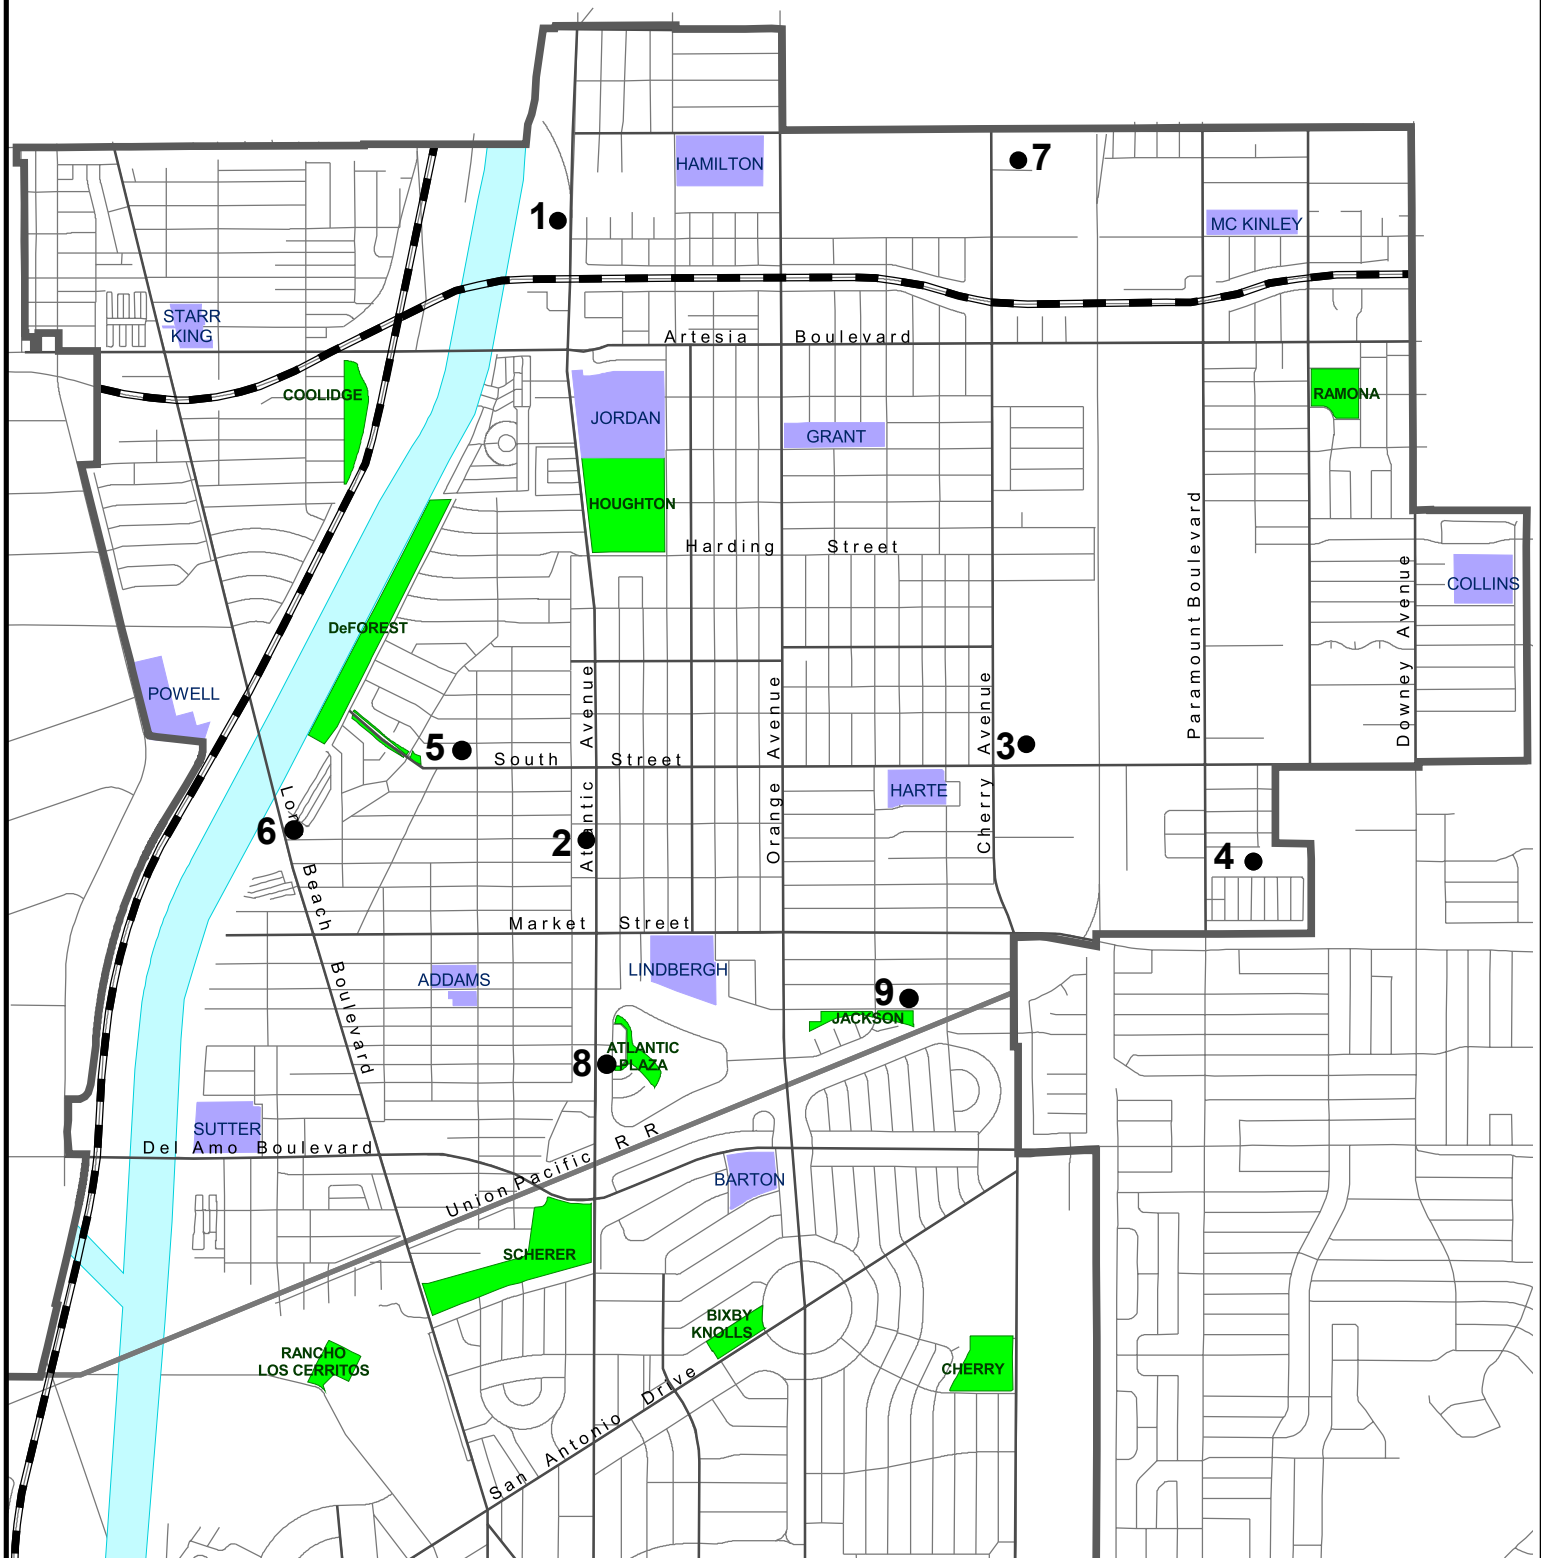 HAMILTON
7
1
MC KINLEY
STARR
KING
Artesia Boulevard
COOLIDGE
RAMONA
JORDAN
GRANT
HOUGHTON
Harding Street
Paramount Boulevard
Downey Avenue
COLLINS
DeFOREST
POWELL
Atlantic Avenue
Orange Avenue
Cherry Avenue
5
South Street
3
HARTE
Long Beach Boulevard
6
2
4
Market Street
ADDAMS
LINDBERGH
9
JACKSON
8
ATLANTIC
PLAZA
SUTTER
Del Amo Boulevard
Union Pacific R R
BARTON
SCHERER
BIXBY
KNOLLS
RANCHO
LOS CERRITOS
CHERRY
San Antonio Drive